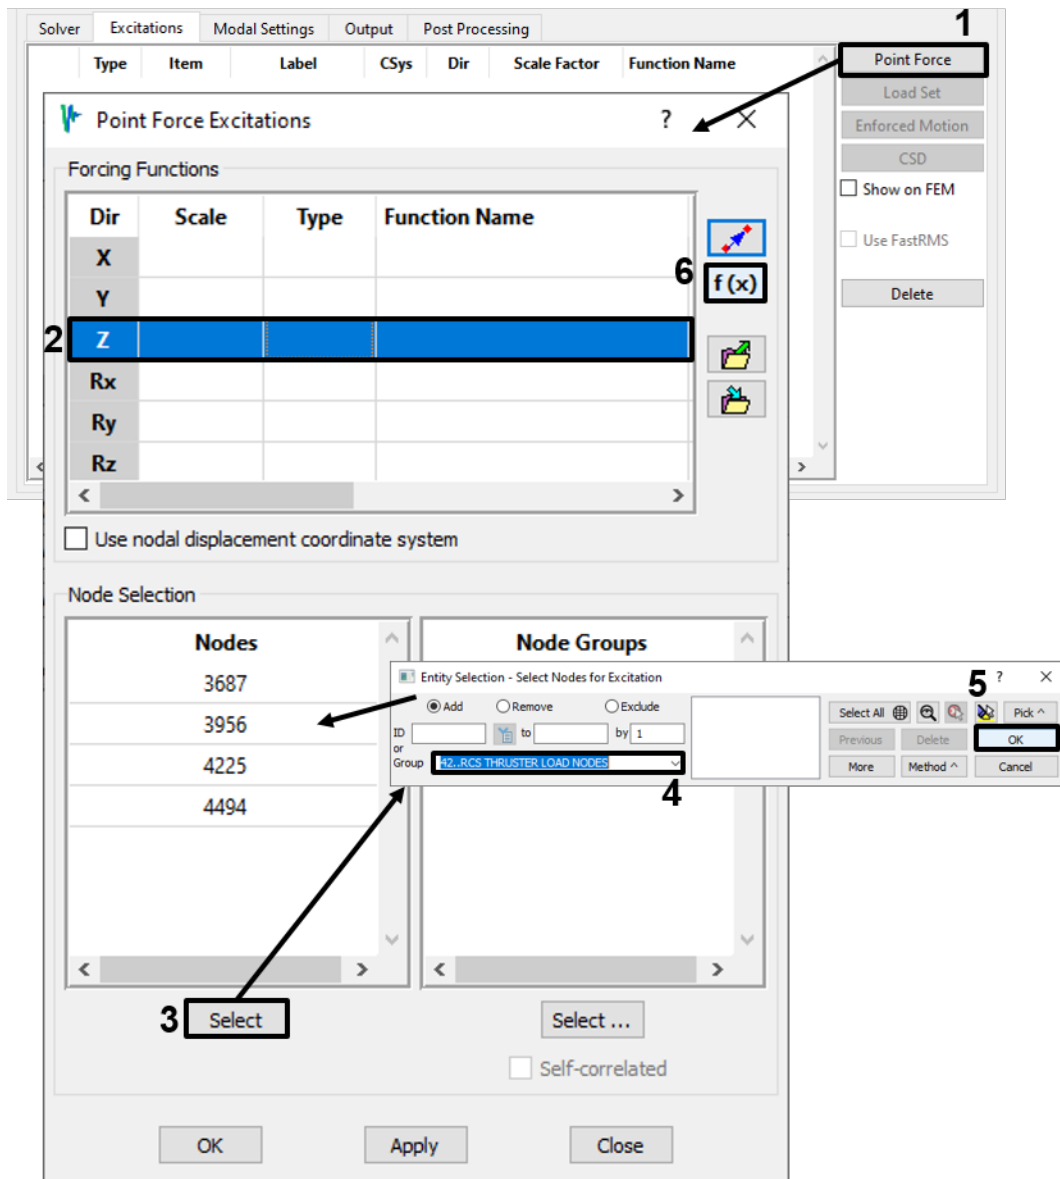 1
Solver Excitations Modal Settings Output Post Processing
Type Item Label CSys Dir Scale Factor Function Name
Point Force
Load Set
Enforced Motion
CSD
Show on FEM
Use FastRMS
Delete
Point Force Excitations ? X
Forcing Functions
Dir Scale Type Function Name
X
Y
2 Z
Rx
Ry
Rz
6 f (x)
Use nodal displacement coordinate system
Node Selection
Nodes
3687
3956
4225
4494
Node Groups
Entity Selection - Select Nodes for Excitation ? X
5
Add Remove Exclude
ID to by 1
or
Group 42..RCS THRUSTER LOAD NODES
4
Select All Pick ^
Previous Delete OK
More Method ^ Cancel
3 Select
Select ...
Self-correlated
OK Apply Close